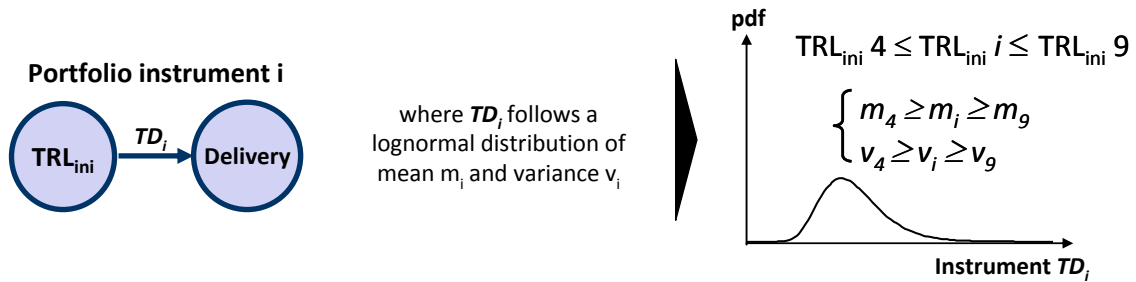 Portfolio instrument i
TRLini
TDi
Delivery
where TDi follows a
lognormal distribution of
mean mi and variance vi
pdf
TRLini 4 ≤ TRLini i ≤ TRLini 9
m4 ≥ mi ≥ m9
v4 ≥ vi ≥ v9
Instrument TDi